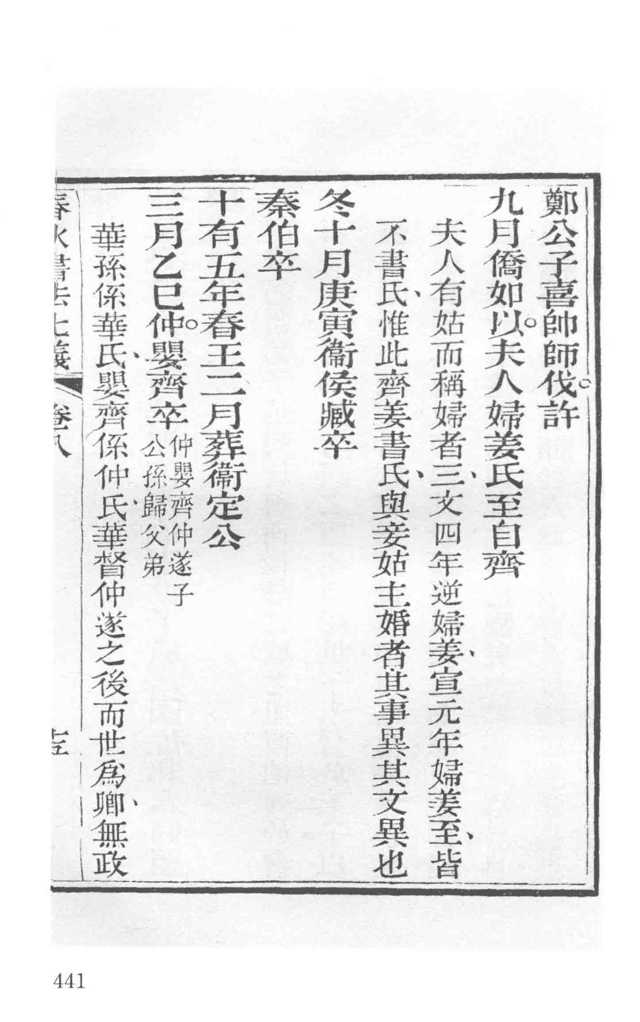 鄭公子喜帥師伐許
九月僑如以夫人婦姜氏至自齊
夫人有姑而稱婦者三文四年逆婦姜宣元年婦姜至皆
不書氏惟此齊姜書氏與妾姑主婚者其事異其文異也
冬十月庚寅衞侯臧卒
秦伯卒
十有五年春王二月葬衞定公
三月乙巳仲嬰齊卒仲嬰齊仲遂子
公孫歸父弟
華孫係華氏嬰齊係仲氏華督仲遂之後而世爲卿無政
春秋書法比義 卷八 十五
441